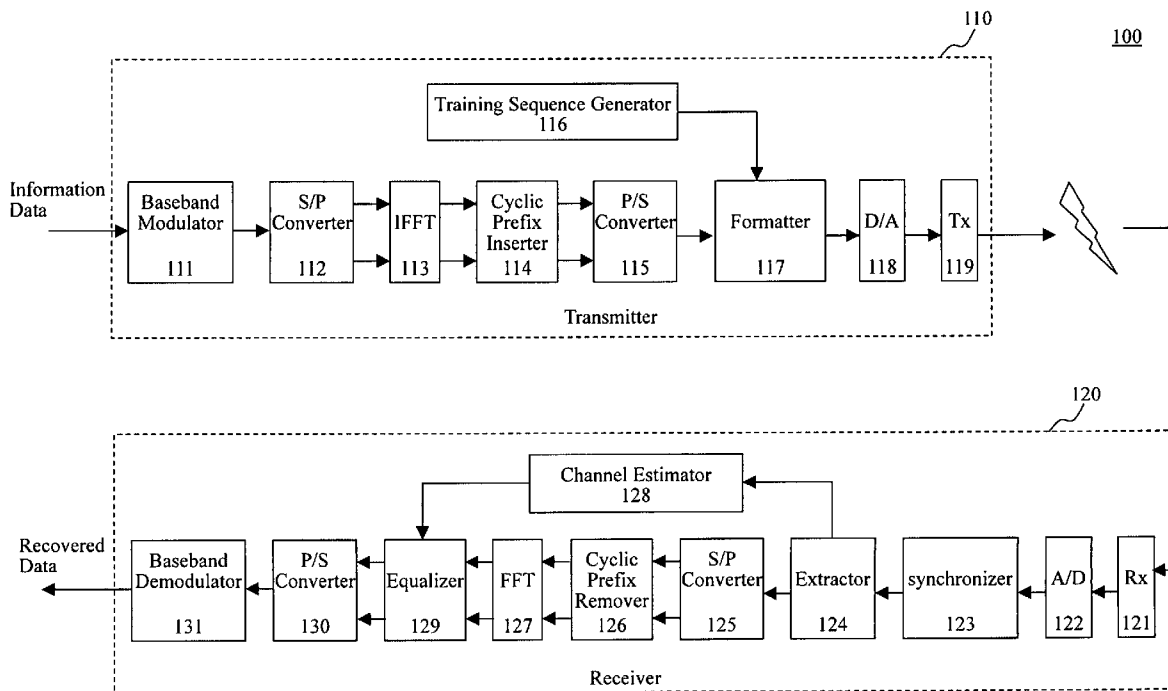 110
100
Training Sequence Generator
116
Information
Data
Baseband
Modulator
111
S/P
Converter
112
IFFT
113
Cyclic
Prefix
Inserter
114
P/S
Converter
115
Formatter
117
D/A
118
Tx
119
Transmitter
120
Channel Estimator
128
Recovered
Data
Baseband
Demodulator
131
P/S
Converter
130
Equalizer
129
FFT
127
Cyclic
Prefix
Remover
126
S/P
Converter
125
Extractor
124
synchronizer
123
A/D
122
Rx
121
Receiver